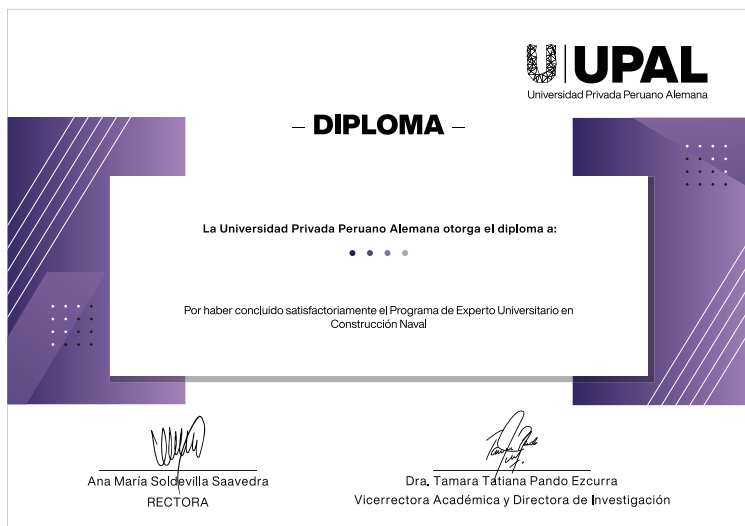 UPAL
Universidad Privada Peruano Alemana
– DIPLOMA –
La Universidad Privada Peruano Alemana otorga el diploma a:
Por haber concluido satisfactoriamente el Programa de Experto Universitario en
Construcción Naval
Ana María Soldevilla Saavedra
RECTORA
Dra. Tamara Tatiana Pando Ezcurra
Vicerrectora Académica y Directora de Investigación